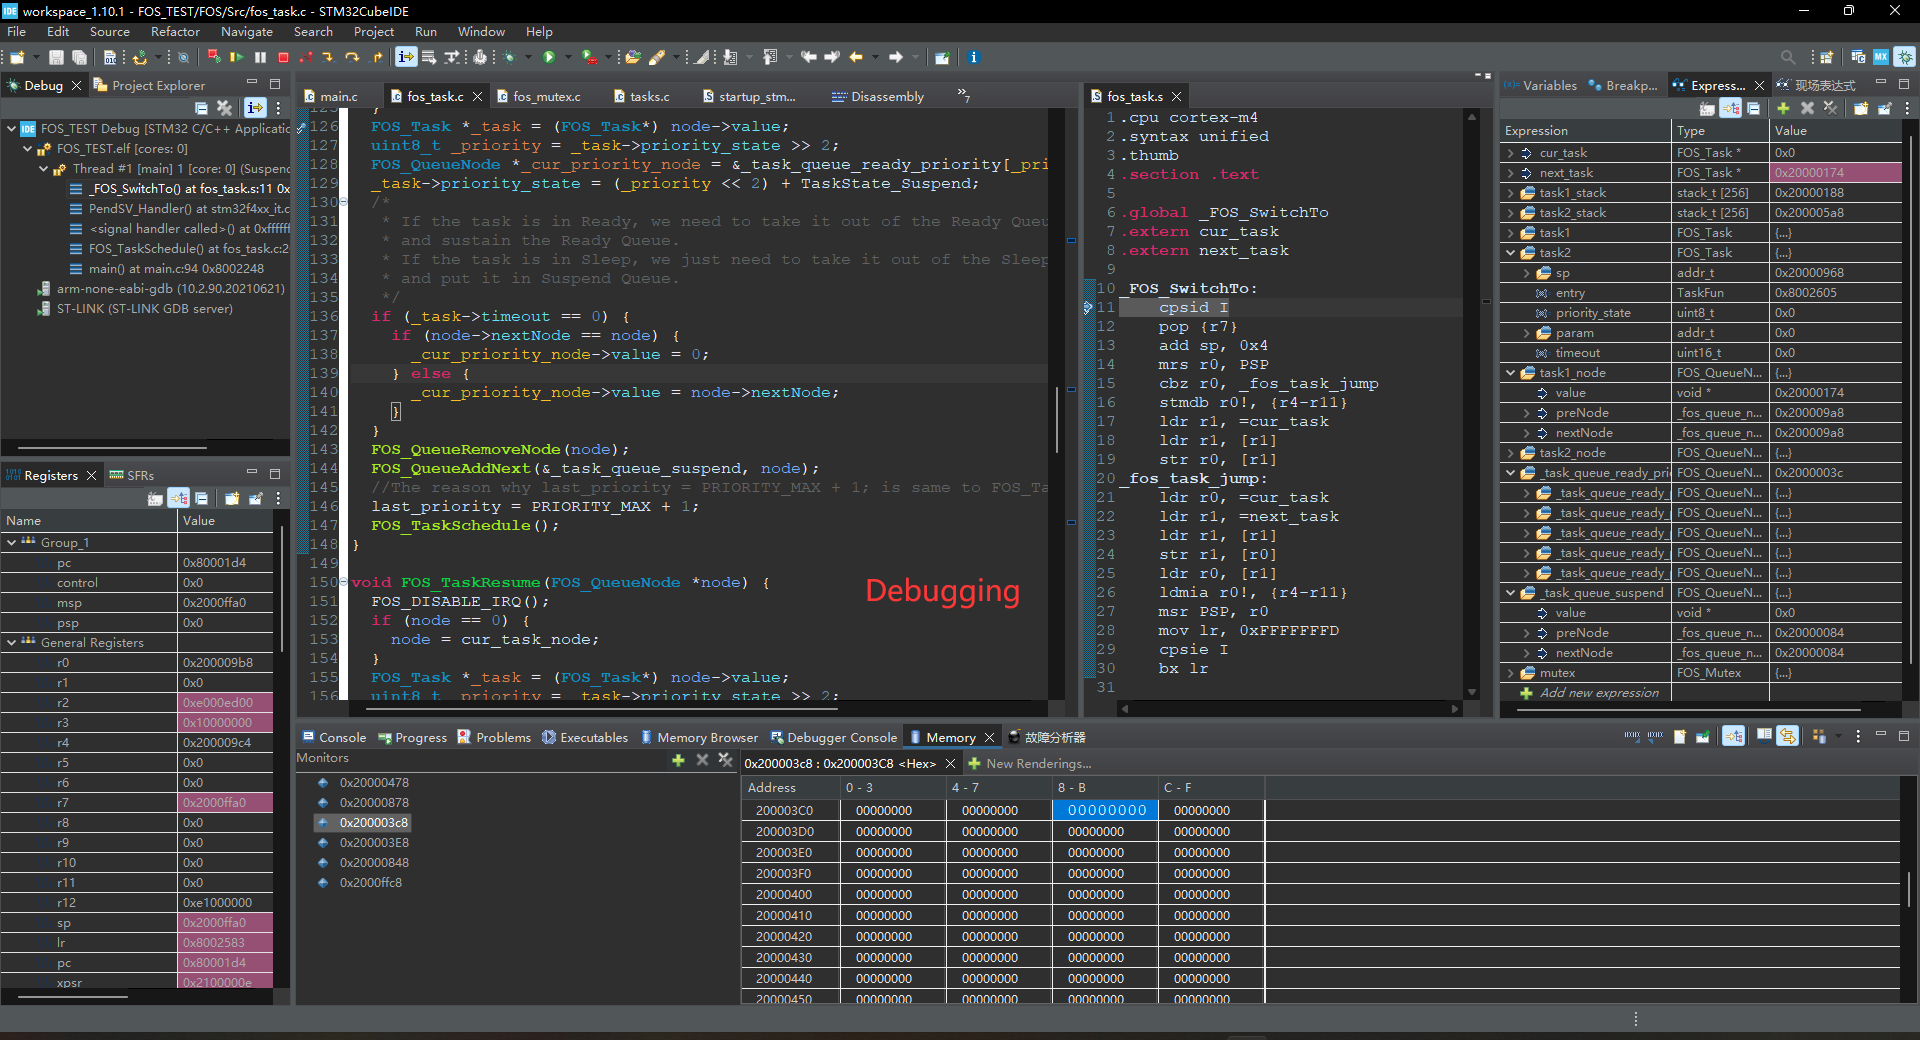 workspace_1.10.1 - FOS_TEST/FOS/Src/fos_task.c - STM32CubeIDE
File Edit Source Refactor Navigate Search Project Run Window Help
Debug Project Explorer
FOS_TEST Debug [STM32 C/C++ Applicatio
FOS_TEST.elf [cores: 0]
Thread #1 [main] 1 [core: 0] (Suspend
_FOS_SwitchTo() at fos_task.s:11 0x
PendSV_Handler() at stm32f4xx_it.c
<signal handler called>() at 0xffffff
FOS_TaskSchedule() at fos_task.c:2
main() at main.c:94 0x8002248
arm-none-eabi-gdb (10.2.90.20210621)
ST-LINK (ST-LINK GDB server)
Registers SFRs
Name Value
Group_1
pc 0x80001d4
control 0x0
msp 0x2000ffa0
psp 0x0
General Registers
r0 0x200009b8
r1 0x0
r2 0xe000ed00
r3 0x10000000
r4 0x200009c4
r5 0x0
r6 0x0
r7 0x2000ffa0
r8 0x0
r9 0x0
r10 0x0
r11 0x0
r12 0xe1000000
sp 0x2000ffa0
lr 0x8002583
pc 0x80001d4
xpsr 0x2100000e
main.c fos_task.c fos_mutex.c tasks.c startup_stm... Disassembly »7
125 }
126 FOS_Task *_task = (FOS_Task*) node->value;
127 uint8_t _priority = _task->priority_state >> 2;
128 FOS_QueueNode *_cur_priority_node = &_task_queue_ready_priority[_pri
129 _task->priority_state = (_priority << 2) + TaskState_Suspend;
130 /*
131 * If the task is in Ready, we need to take it out of the Ready Queu
132 * and sustain the Ready Queue.
133 * If the task is in Sleep, we just need to take it out of the Sleep
134 * and put it in Suspend Queue.
135 */
136 if (_task->timeout == 0) {
137 if (node->nextNode == node) {
138 _cur_priority_node->value = 0;
139 } else {
140 _cur_priority_node->value = node->nextNode;
141 }
142 }
143 FOS_QueueRemoveNode(node);
144 FOS_QueueAddNext(&_task_queue_suspend, node);
145 //The reason why last_priority = PRIORITY_MAX + 1; is same to FOS_Ta
146 last_priority = PRIORITY_MAX + 1;
147 FOS_TaskSchedule();
148 }
149
150 void FOS_TaskResume(FOS_QueueNode *node) {
151 FOS_DISABLE_IRQ();
152 if (node == 0) {
153 node = cur_task_node;
154 }
155 FOS_Task *_task = (FOS_Task*) node->value;
156 uint8_t _priority = _task->priority_state >> 2;
Debugging
fos_task.s
1 .cpu cortex-m4
2 .syntax unified
3 .thumb
4 .section .text
5
6 .global _FOS_SwitchTo
7 .extern cur_task
8 .extern next_task
9
10 _FOS_SwitchTo:
11 cpsid I
12 pop {r7}
13 add sp, 0x4
14 mrs r0, PSP
15 cbz r0, _fos_task_jump
16 stmdb r0!, {r4-r11}
17 ldr r1, =cur_task
18 ldr r1, [r1]
19 str r0, [r1]
20 _fos_task_jump:
21 ldr r0, =cur_task
22 ldr r1, =next_task
23 ldr r1, [r1]
24 str r1, [r0]
25 ldr r0, [r1]
26 ldmia r0!, {r4-r11}
27 msr PSP, r0
28 mov lr, 0xFFFFFFFD
29 cpsie I
30 bx lr
31
Variables Breakp... Express... 现场表达式
Expression Type Value
cur_task FOS_Task * 0x0
next_task FOS_Task * 0x20000174
task1_stack stack_t [256] 0x20000188
task2_stack stack_t [256] 0x200005a8
task1 FOS_Task {...}
task2 FOS_Task {...}
sp addr_t 0x20000968
entry TaskFun 0x8002605
priority_state uint8_t 0x0
param addr_t 0x0
timeout uint16_t 0x0
task1_node FOS_QueueN... {...}
value void * 0x20000174
preNode _fos_queue_n... 0x200009a8
nextNode _fos_queue_n... 0x200009a8
task2_node FOS_QueueN... {...}
_task_queue_ready_pri FOS_QueueN... 0x2000003c
_task_queue_ready_ FOS_QueueN... {...}
_task_queue_ready_ FOS_QueueN... {...}
_task_queue_ready_ FOS_QueueN... {...}
_task_queue_ready_ FOS_QueueN... {...}
_task_queue_ready_ FOS_QueueN... {...}
_task_queue_suspend FOS_QueueN... {...}
value void * 0x0
preNode _fos_queue_n... 0x20000084
nextNode _fos_queue_n... 0x20000084
mutex FOS_Mutex {...}
Add new expression
Console Progress Problems Executables Memory Browser Debugger Console Memory 故障分析器
Monitors
0x20000478
0x20000878
0x200003c8
0x200003E8
0x20000848
0x2000ffc8
0x200003c8 : 0x200003C8 <Hex> New Renderings...
Address 0 - 3 4 - 7 8 - B C - F
200003C0 00000000 00000000 00000000 00000000
200003D0 00000000 00000000 00000000 00000000
200003E0 00000000 00000000 00000000 00000000
200003F0 00000000 00000000 00000000 00000000
20000400 00000000 00000000 00000000 00000000
20000410 00000000 00000000 00000000 00000000
20000420 00000000 00000000 00000000 00000000
20000430 00000000 00000000 00000000 00000000
20000440 00000000 00000000 00000000 00000000
20000450 00000000 00000000 00000000 00000000